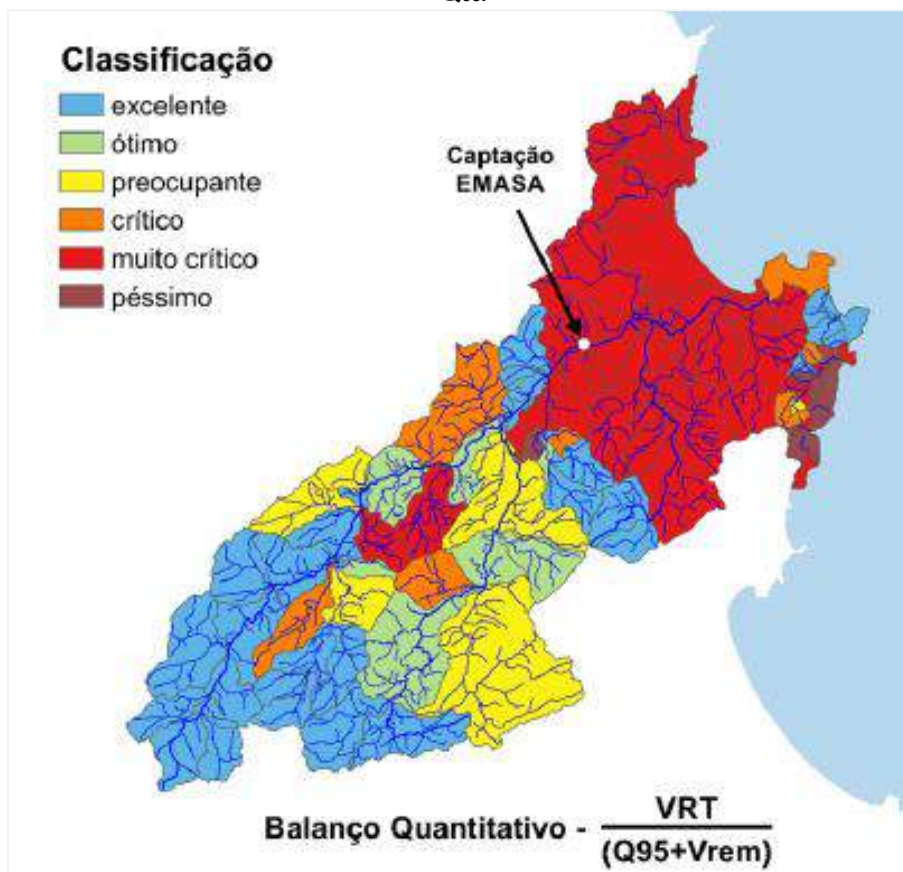 Classificação
excelente
ótimo
preocupante
crítico
muito crítico
péssimo
Captação
EMASA
Balanço Quantitativo - VRT
(Q95+Vrem)